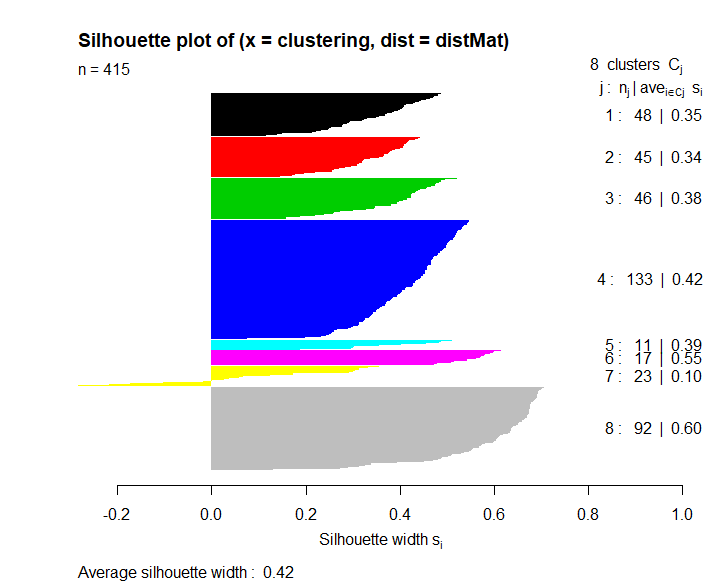 Silhouette plot of (x = clustering, dist = distMat)
n = 415
8 clusters Cj
j : nj | avei∈Cj si
1 : 48 | 0.35
2 : 45 | 0.34
3 : 46 | 0.38
4 : 133 | 0.42
5 : 11 | 0.39
6 : 17 | 0.55
7 : 23 | 0.10
8 : 92 | 0.60
-0.2 0.0 0.2 0.4 0.6 0.8 1.0
Silhouette width si
Average silhouette width : 0.42